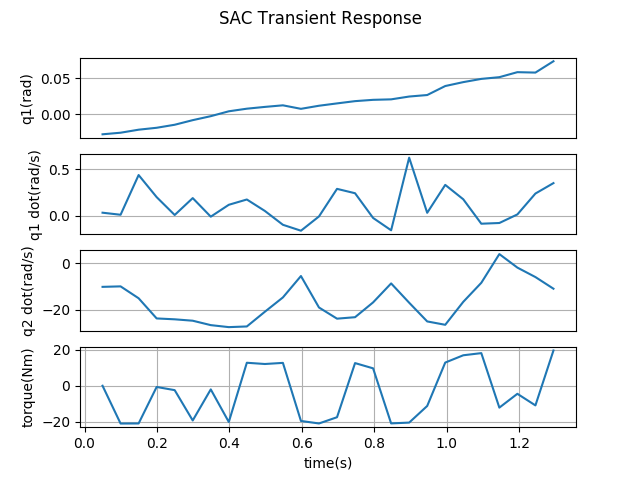 SAC Transient Response
q1(rad)
0.05
0.00
q1 dot(rad/s)
0.5
0.0
q2 dot(rad/s)
0
−20
torque(Nm)
20
0
−20
0.0 0.2 0.4 0.6 0.8 1.0 1.2
time(s)